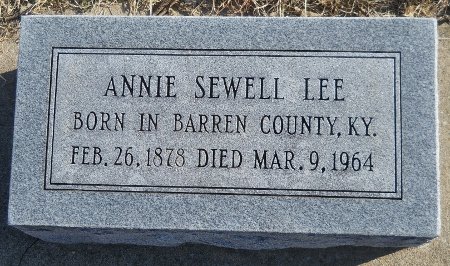 ANNIE SEWELL LEE
BORN IN BARREN COUNTY, KY.
FEB. 26, 1878 DIED MAR. 9, 1964